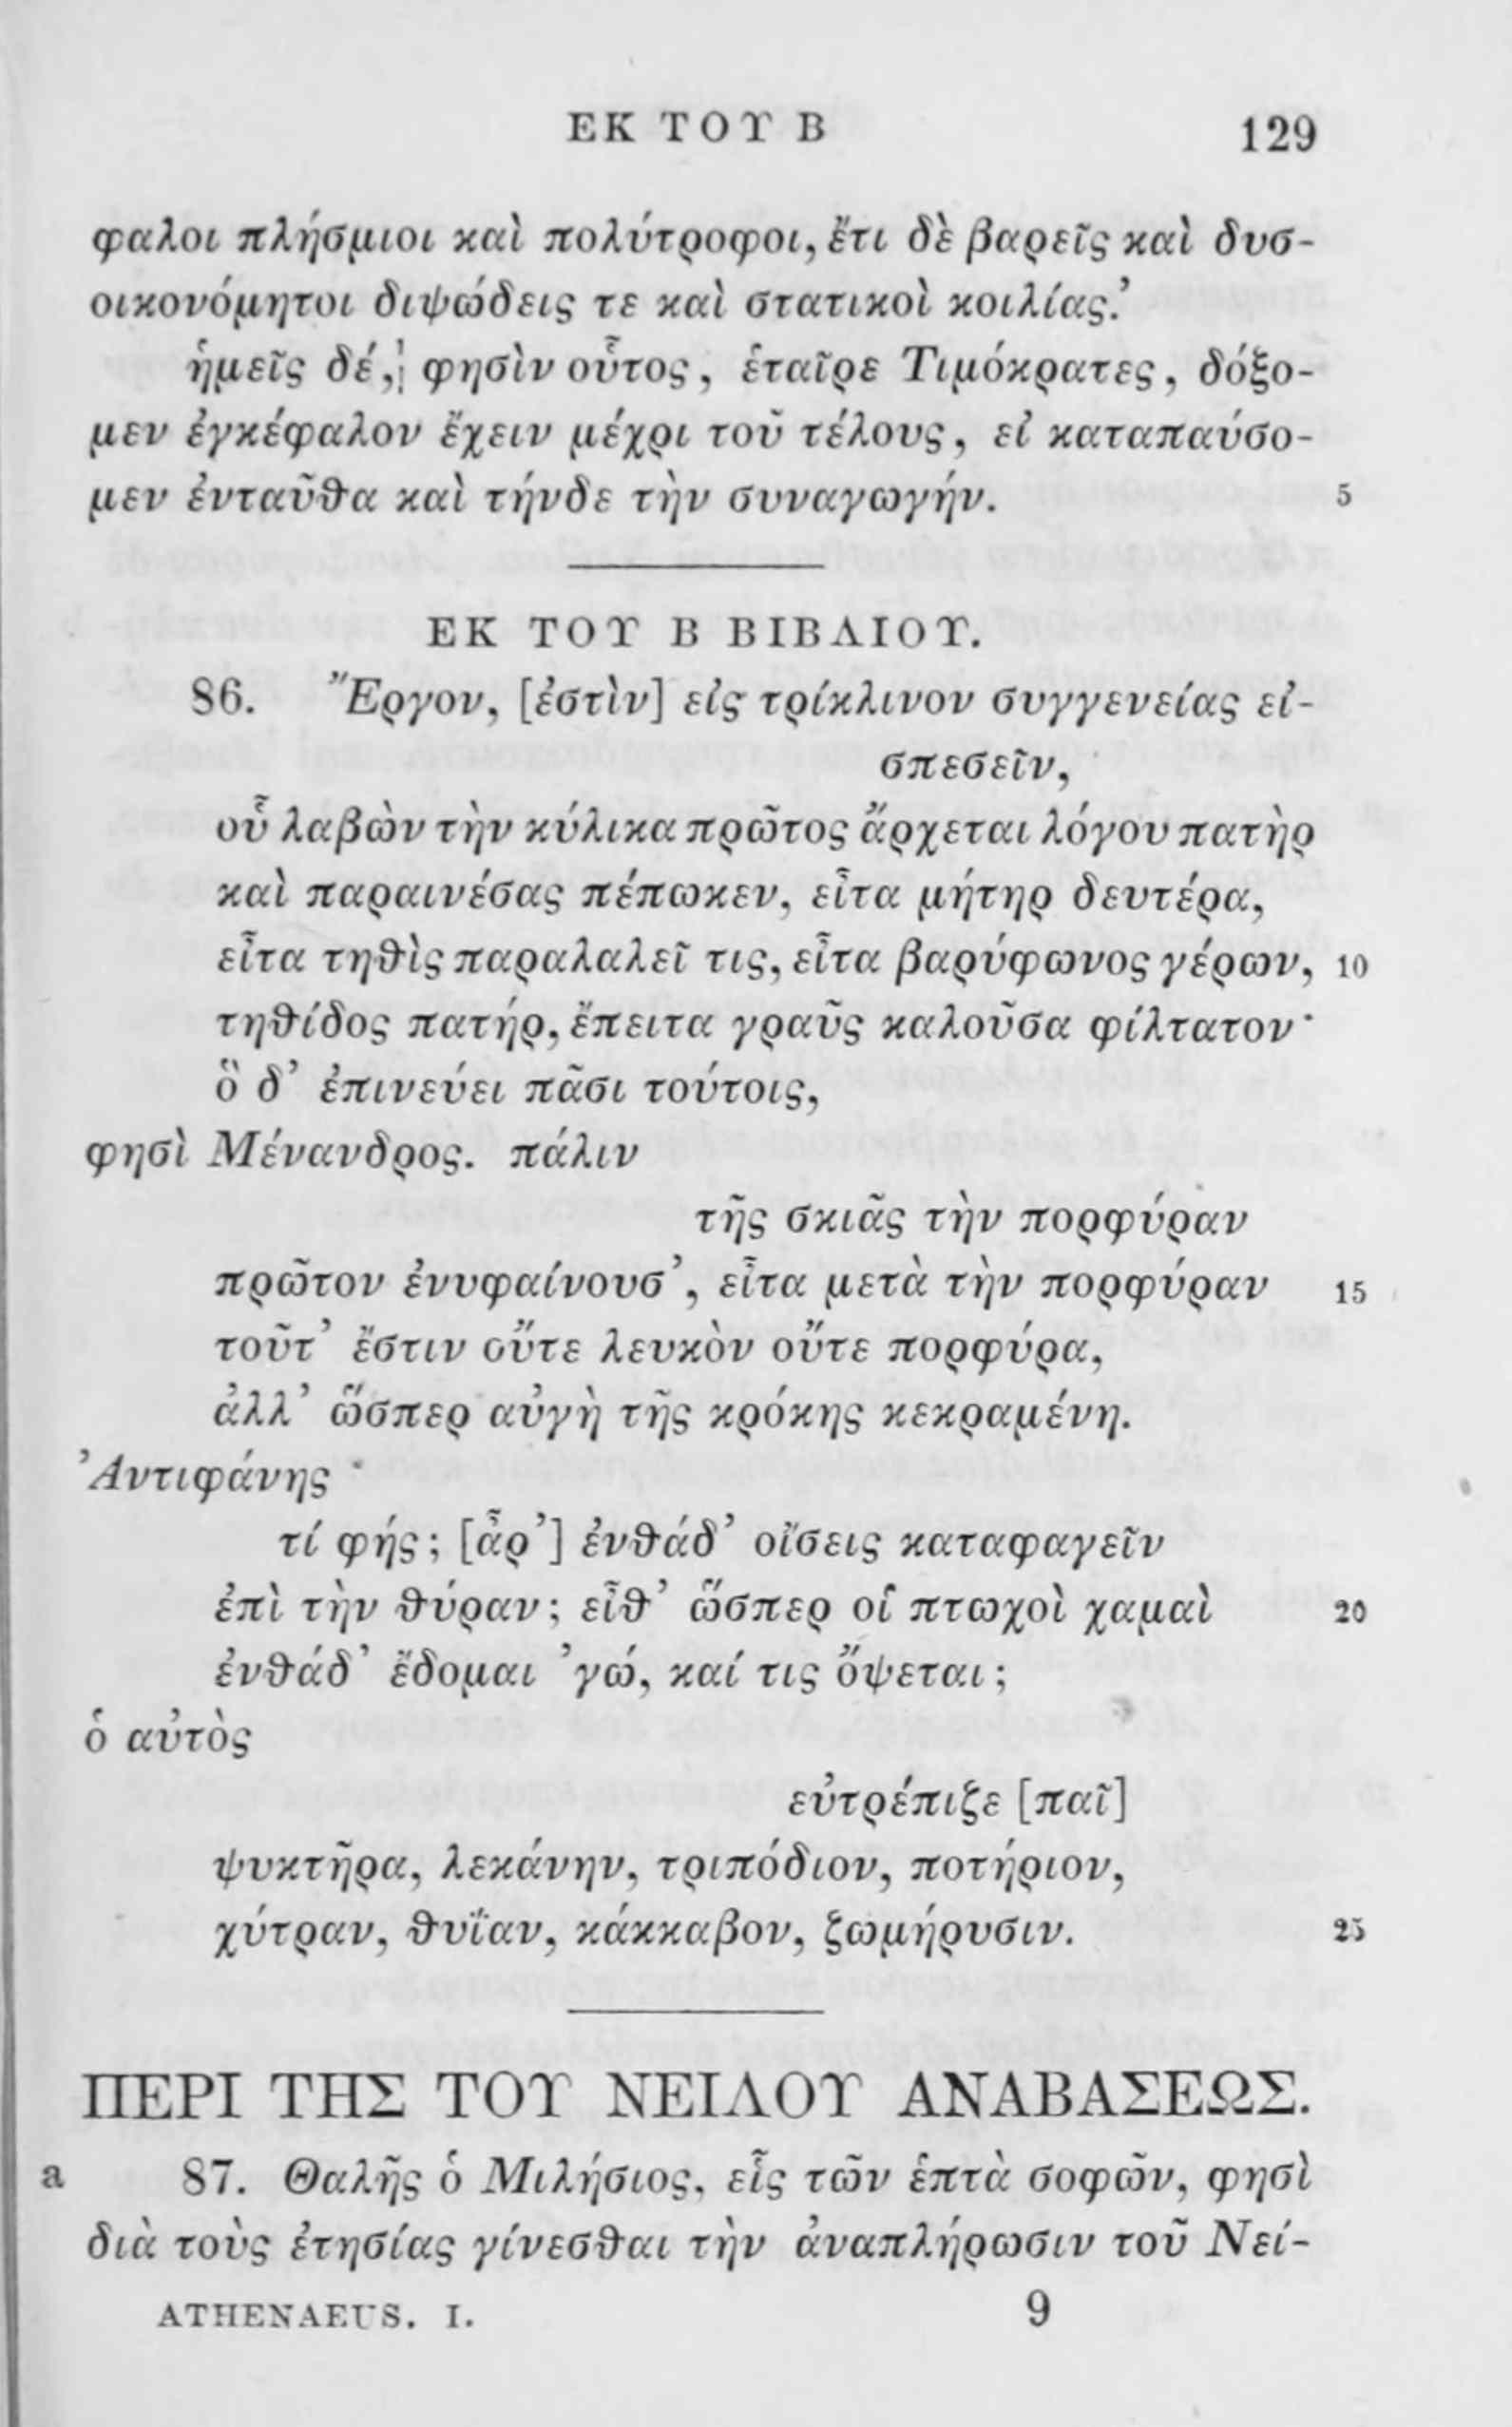 ΕΚ ΤΟΥ Β 129
φαλοι πλήσμιοι καὶ πολύτροφοι, ἔτι δὲ βαρεῖς καὶ δυσ-
οικονόμητοι διψώδεις τε καὶ στατικοὶ κοιλίας.’
ἡμεῖς δέ, φησὶν οὗτος, ἑταῖρε Τιμόκρατες, δόξο-
μεν ἐγκέφαλον ἔχειν μέχρι τοῦ τέλους, εἰ καταπαύσο-
μεν ἐνταῦθα καὶ τήνδε τὴν συναγωγήν. 5
ΕΚ ΤΟΥ Β ΒΙΒΛΙΟΥ.
86. Ἔργον, [ἐστὶν] εἰς τρίκλινον συγγενείας εἰ-
σπεσεῖν,
οὗ λαβὼν τὴν κύλικα πρῶτος ἄρχεται λόγου πατὴρ
καὶ παραινέσας πέπωκεν, εἶτα μήτηρ δευτέρα,
εἶτα τηθὶς παραλαλεῖ τις, εἶτα βαρύφωνος γέρων, 10
τηθίδος πατήρ, ἔπειτα γραῦς καλοῦσα φίλτατον·
ὃ δ’ ἐπινεύει πᾶσι τούτοις,
φησὶ Μένανδρος. πάλιν
τῆς σκιᾶς τὴν πορφύραν
πρῶτον ἐνυφαίνουσ’, εἶτα μετὰ τὴν πορφύραν 15
τοῦτ’ ἔστιν οὔτε λευκὸν οὔτε πορφύρα,
ἀλλ’ ὥσπερ αὐγὴ τῆς κρόκης κεκραμένη.
Ἀντιφάνης·
τί φής; [ἆρ’] ἐνθάδ’ οἴσεις καταφαγεῖν
ἐπὶ τὴν θύραν; εἶθ’ ὥσπερ οἱ πτωχοὶ χαμαὶ 20
ἐνθάδ’ ἔδομαι ’γώ, καί τις ὄψεται;
ὁ αὐτὸς
εὐτρέπιζε [παῖ]
ψυκτῆρα, λεκάνην, τριπόδιον, ποτήριον,
χύτραν, θυΐαν, κάκκαβον, ζωμήρυσιν. 25
ΠΕΡΙ ΤΗΣ ΤΟΥ ΝΕΙΛΟΥ ΑΝΑΒΑΣΕΩΣ.
a 87. Θαλῆς ὁ Μιλήσιος, εἷς τῶν ἑπτὰ σοφῶν, φησὶ
διὰ τοὺς ἐτησίας γίνεσθαι τὴν ἀναπλήρωσιν τοῦ Νεί-
ATHENAEUS. I. 9